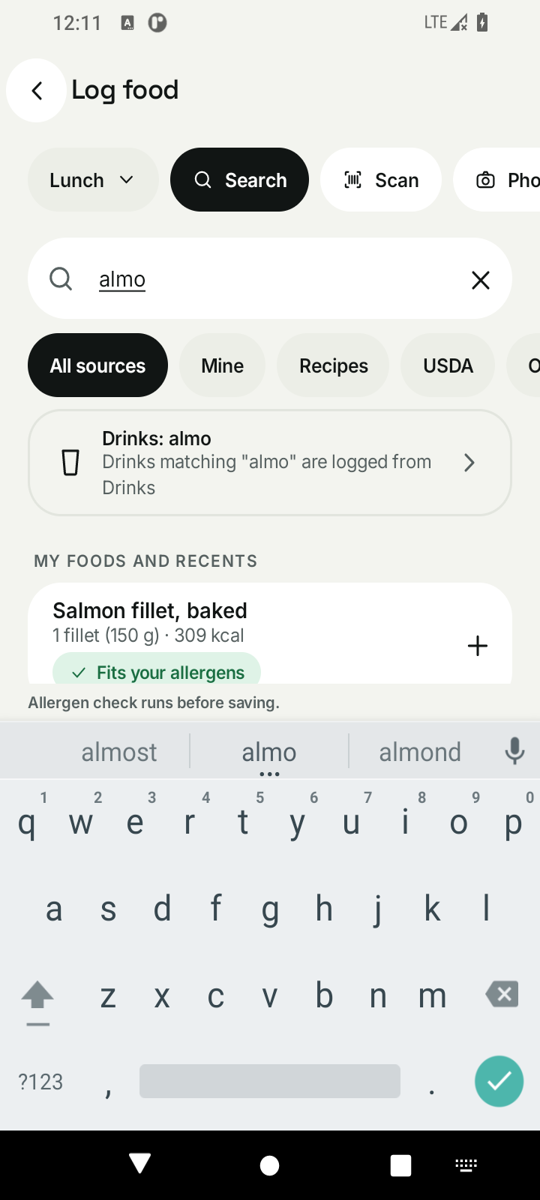 12:11
LTE
Log food
Lunch
Search
Scan
Pho
almo
All sources
Mine
Recipes
USDA
O
Drinks: almo
Drinks matching "almo" are logged from
Drinks
MY FOODS AND RECENTS
Salmon fillet, baked
1 fillet (150 g) · 309 kcal
Fits your allergens
Allergen check runs before saving.
almost
almo
almond
1 2 3 4 5 6 7 8 9 0
q w e r t y u i o p
a s d f g h j k l
z x c v b n m
?123 , .